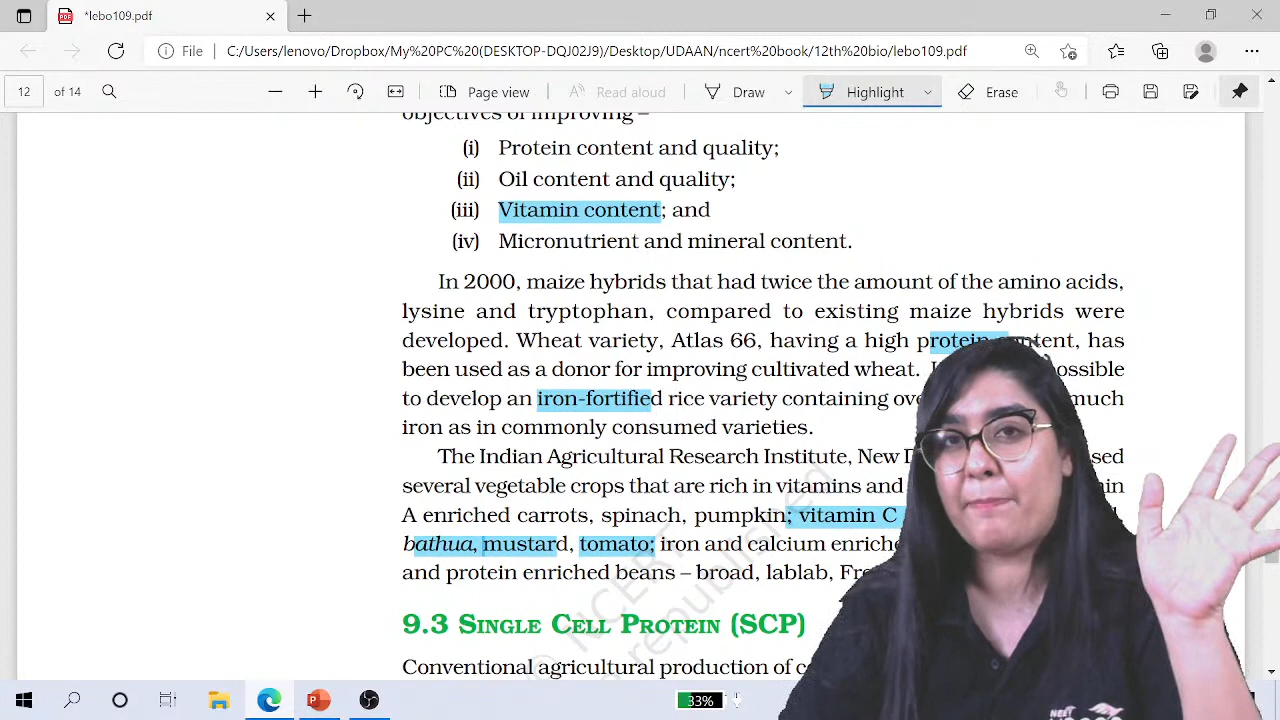 *lebo109.pdf
File C:/Users/lenovo/Dropbox/My%20PC%20(DESKTOP-DQJ02J9)/Desktop/UDAAN/ncert%20book/12th%20bio/lebo109.pdf
12 of 14 Page view Read aloud Draw Highlight Erase
objectives of improving –
(i) Protein content and quality;
(ii) Oil content and quality;
(iii) Vitamin content; and
(iv) Micronutrient and mineral content.
In 2000, maize hybrids that had twice the amount of the amino acids,
lysine and tryptophan, compared to existing maize hybrids were
developed. Wheat variety, Atlas 66, having a high protein content, has
been used as a donor for improving cultivated wheat. ossible
to develop an iron-fortified rice variety containing ove much
iron as in commonly consumed varieties.
The Indian Agricultural Research Institute, New D sed
several vegetable crops that are rich in vitamins and in
A enriched carrots, spinach, pumpkin; vitamin C
bathua, mustard, tomato; iron and calcium enriche
and protein enriched beans – broad, lablab, Fre
9.3 SINGLE CELL PROTEIN (SCP)
Conventional agricultural production of c
© NCERT
republished
33%
NEET